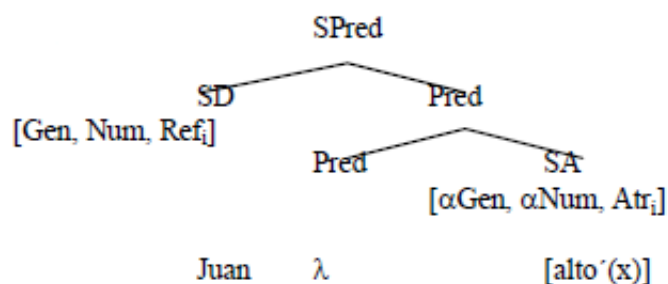 SPred
SD Pred
[Gen, Num, Refᵢ]
Pred SA
[αGen, αNum, Atrᵢ]
Juan λ [alto´(x)]